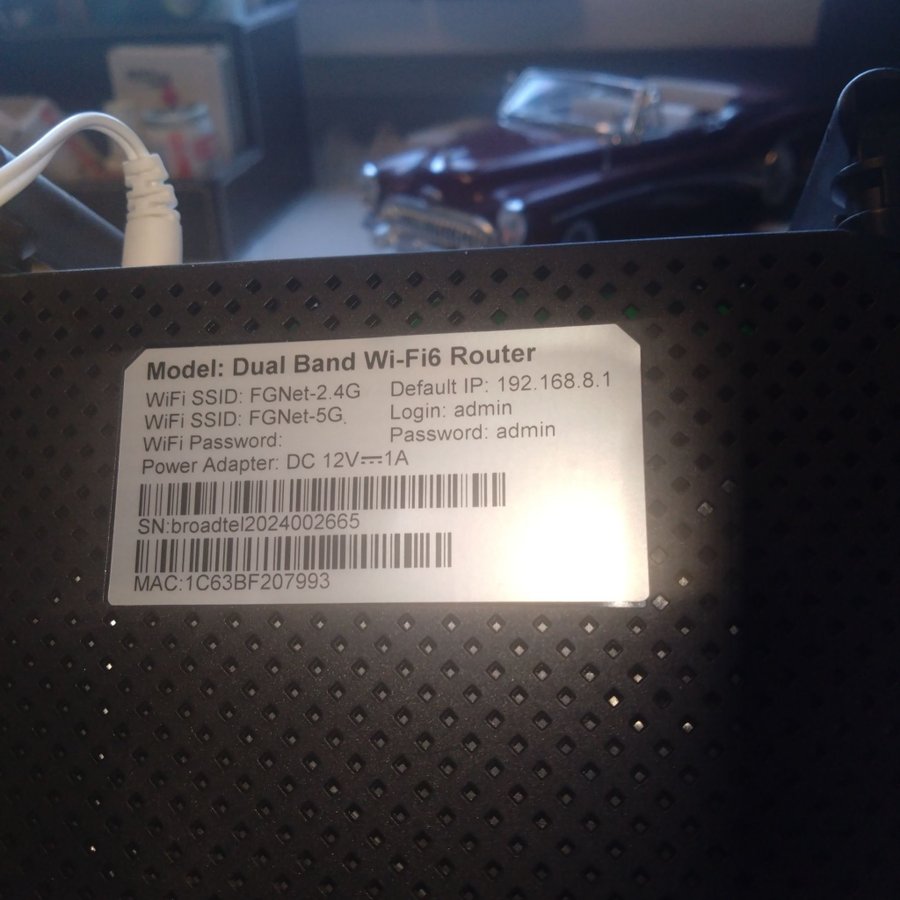 Model: Dual Band Wi-Fi6 Router
WiFi SSID: FGNet-2.4G
WiFi SSID: FGNet-5G
WiFi Password:
Default IP: 192.168.8.1
Login: admin
Password: admin
Power Adapter: DC 12V⎓1A
SN:broadtel2024002665
MAC:1C63BF207993